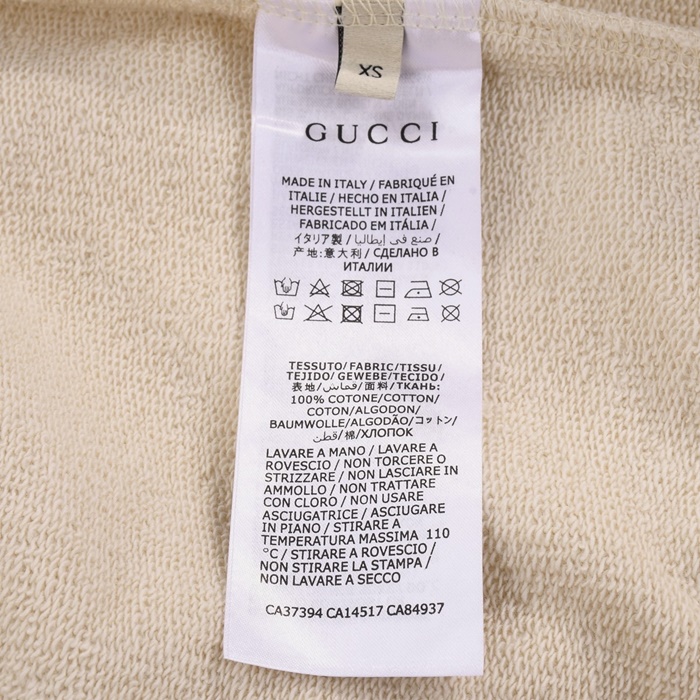 XS
GUCCI
MADE IN ITALY / FABRIQUÉ EN
ITALIE / HECHO EN ITALIA /
HERGESTELLT IN ITALIEN /
FABRICADO EM ITÁLIA /
イタリア製 / صنع في إيطاليا /
产地:意大利 / СДЕЛАНО В
ИТАЛИИ
TESSUTO/FABRIC/TISSU/
TEJIDO/ GEWEBE/TECIDO/
表地/قماش/面料/ТКАНЬ:
100% COTONE/COTTON/
COTON/ALGODON/
BAUMWOLLE/ALGODÃO/コットン/
قطن/棉/ХЛОПОК
LAVARE A MANO / LAVARE A
ROVESCIO / NON TORCERE O
STRIZZARE / NON LASCIARE IN
AMMOLLO / NON TRATTARE
CON CLORO / NON USARE
ASCIUGATRICE / ASCIUGARE
IN PIANO / STIRARE A
TEMPERATURA MASSIMA 110
°C / STIRARE A ROVESCIO /
NON STIRARE LA STAMPA /
NON LAVARE A SECCO
CA37394 CA14517 CA84937